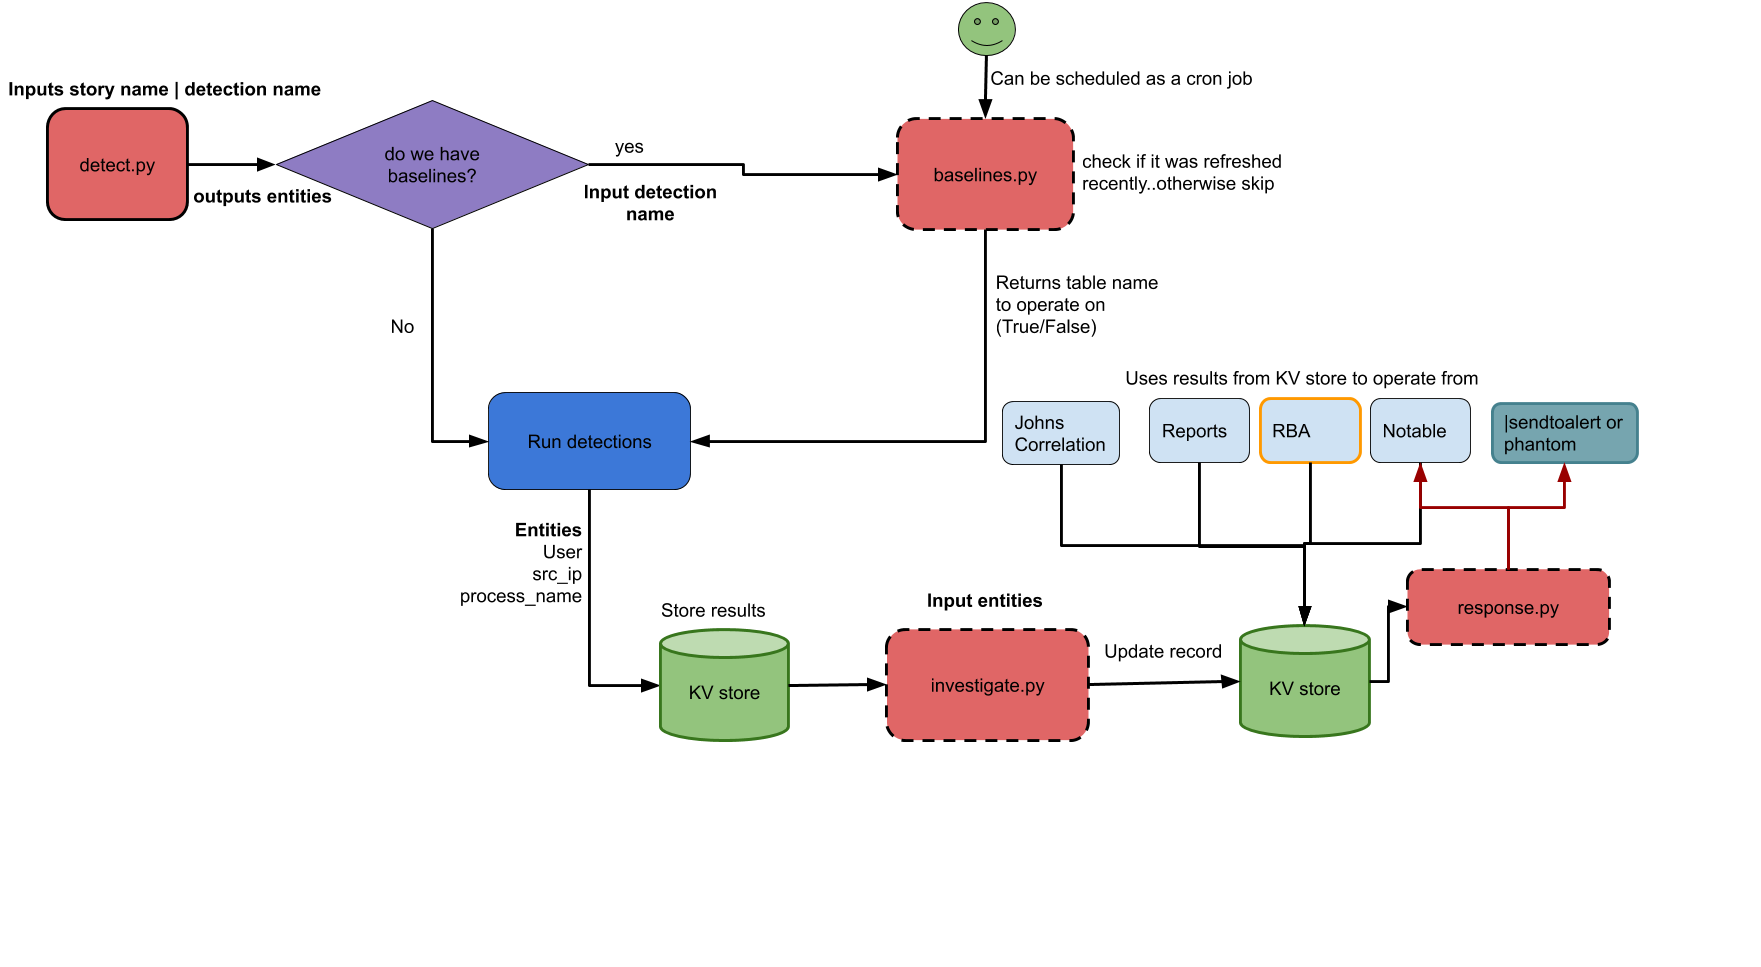 Can be scheduled as a cron job
Inputs story name | detection name
detect.py
outputs entities
do we have
baselines?
yes
Input detection
name
baselines.py
check if it was refreshed
recently..otherwise skip
No
Returns table name
to operate on
(True/False)
Run detections
Uses results from KV store to operate from
Johns
Correlation
Reports
RBA
Notable
|sendtoalert or
phantom
Entities
User
src_ip
process_name
Store results
KV store
Input entities
investigate.py
Update record
KV store
response.py